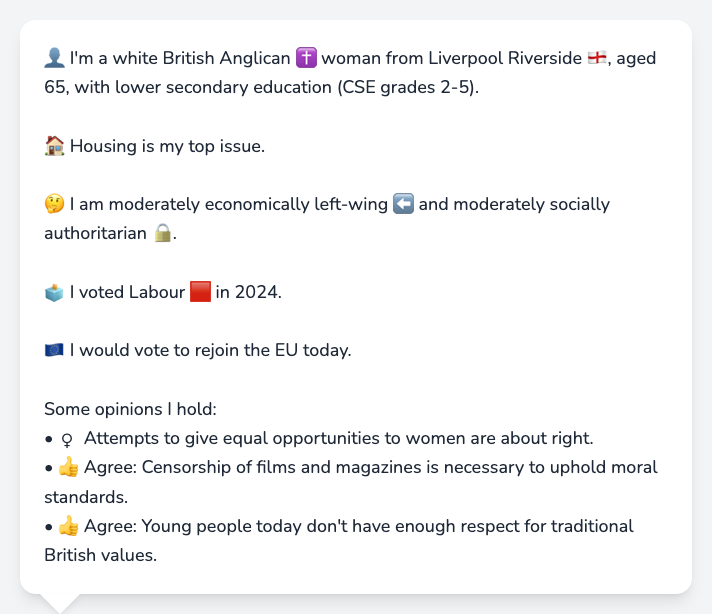 👤 I'm a white British Anglican ✝️ woman from Liverpool Riverside 🏴󠁧󠁢󠁥󠁮󠁧󠁿, aged
65, with lower secondary education (CSE grades 2-5).
🏠 Housing is my top issue.
🤔 I am moderately economically left-wing ⬅️ and moderately socially
authoritarian 🔒.
🗳️ I voted Labour 🟥 in 2024.
🇪🇺 I would vote to rejoin the EU today.
Some opinions I hold:
• ♀ Attempts to give equal opportunities to women are about right.
• 👍 Agree: Censorship of films and magazines is necessary to uphold moral
standards.
• 👍 Agree: Young people today don't have enough respect for traditional
British values.